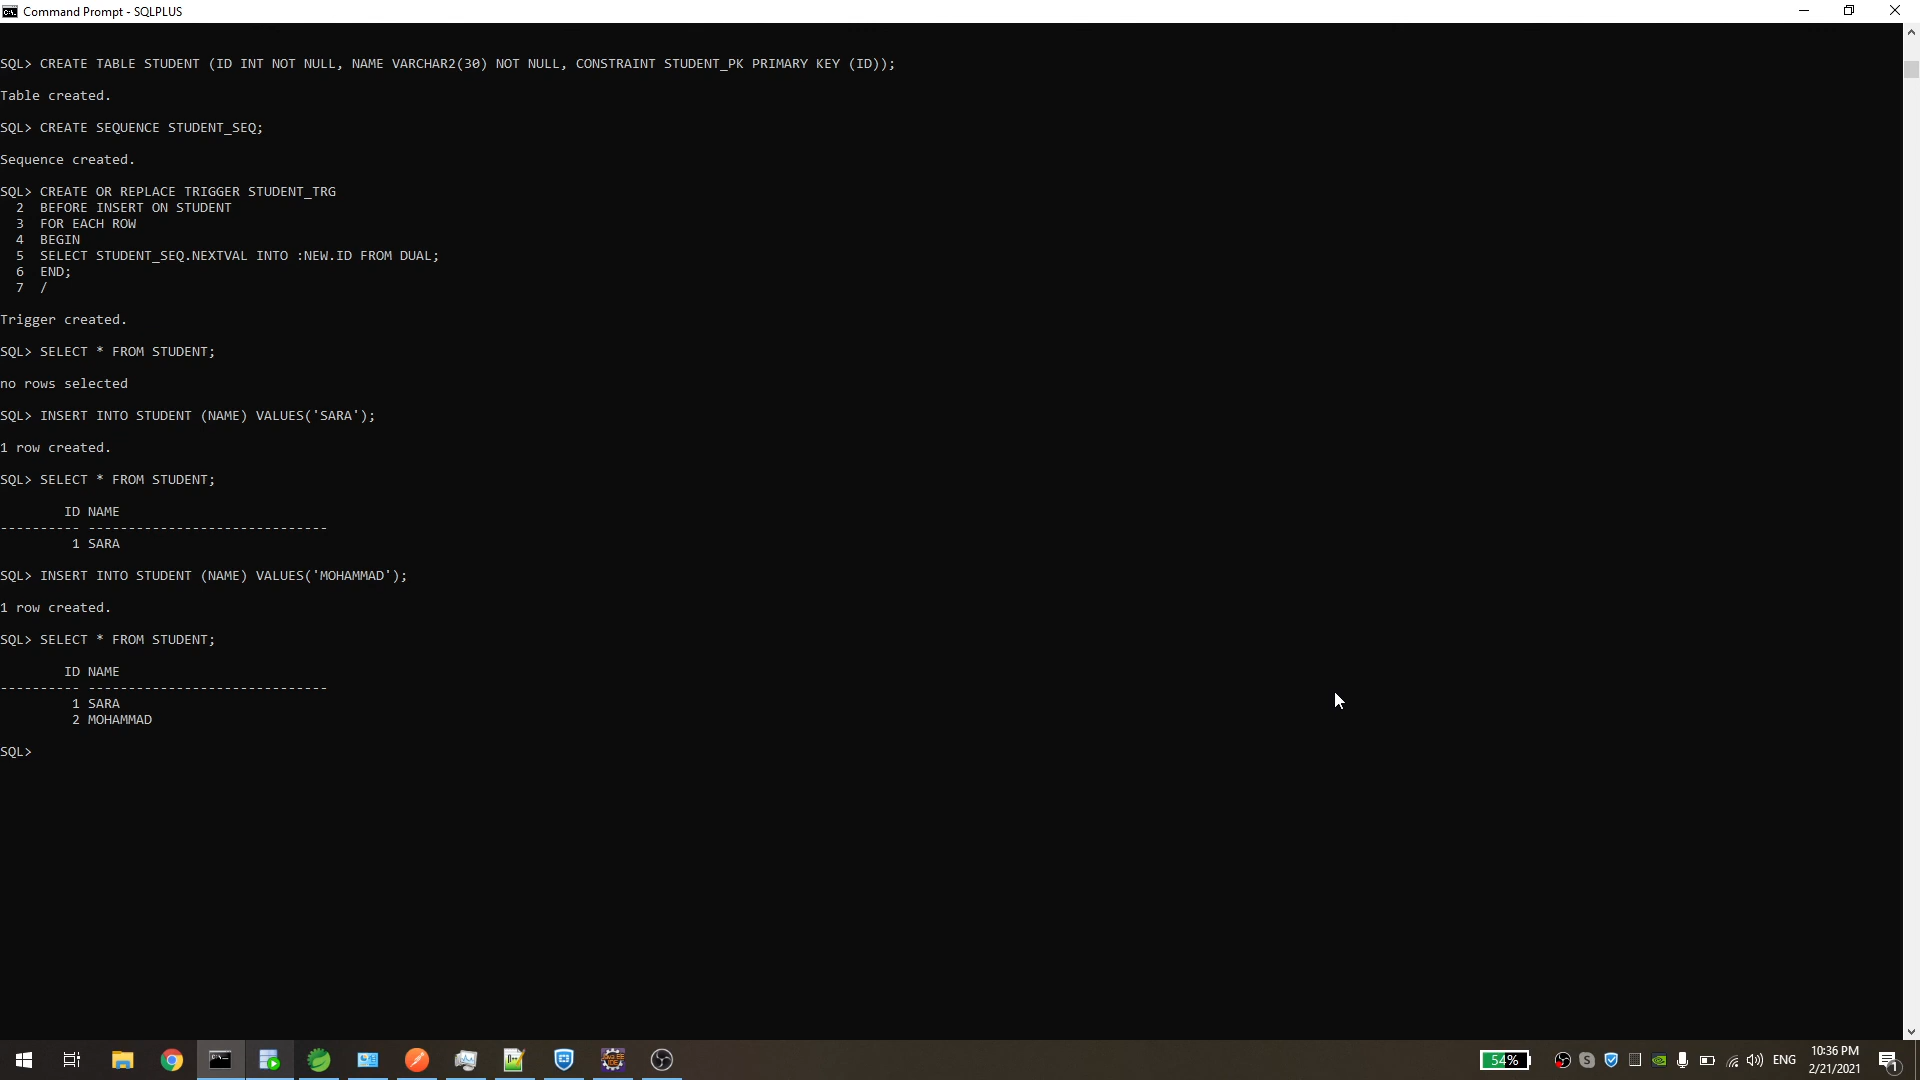 Command Prompt - SQLPLUS
SQL> CREATE TABLE STUDENT (ID INT NOT NULL, NAME VARCHAR2(30) NOT NULL, CONSTRAINT STUDENT_PK PRIMARY KEY (ID));
Table created.
SQL> CREATE SEQUENCE STUDENT_SEQ;
Sequence created.
SQL> CREATE OR REPLACE TRIGGER STUDENT_TRG
  2  BEFORE INSERT ON STUDENT
  3  FOR EACH ROW
  4  BEGIN
  5  SELECT STUDENT_SEQ.NEXTVAL INTO :NEW.ID FROM DUAL;
  6  END;
  7  /
Trigger created.
SQL> SELECT * FROM STUDENT;
no rows selected
SQL> INSERT INTO STUDENT (NAME) VALUES('SARA');
1 row created.
SQL> SELECT * FROM STUDENT;
        ID NAME
---------- ------------------------------
         1 SARA
SQL> INSERT INTO STUDENT (NAME) VALUES('MOHAMMAD');
1 row created.
SQL> SELECT * FROM STUDENT;
        ID NAME
---------- ------------------------------
         1 SARA
         2 MOHAMMAD
SQL>
54%
ENG
10:36 PM
2/21/2021
1